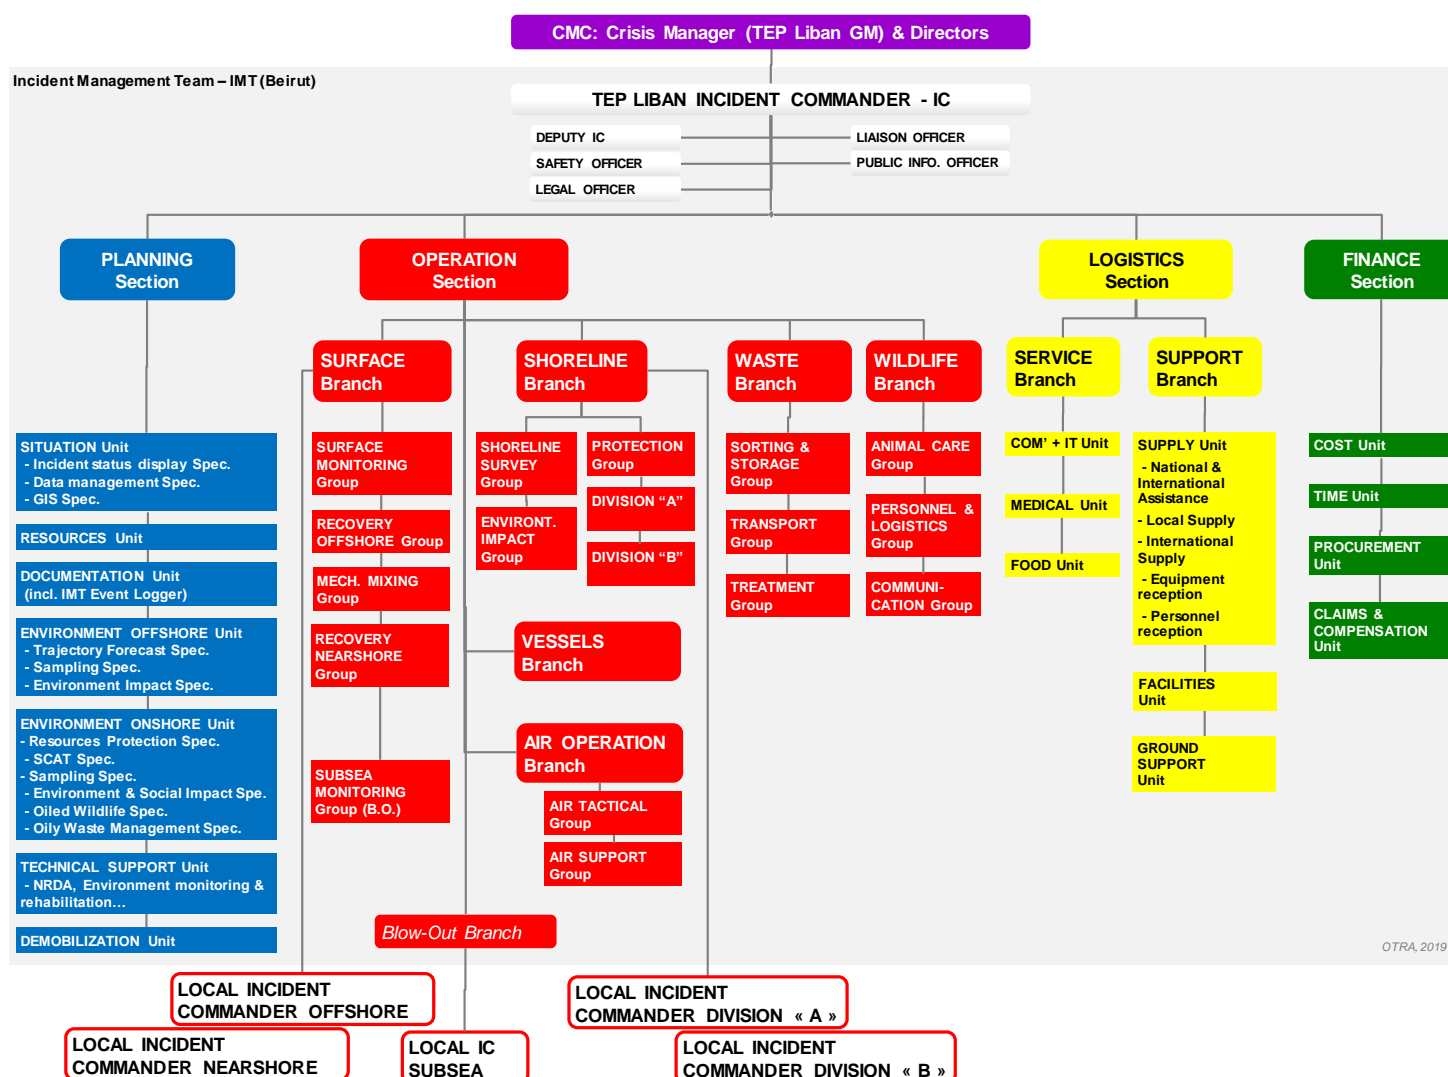 CMC: Crisis Manager (TEP Liban GM) & Directors
Incident Management Team – IMT (Beirut)
TEP LIBAN INCIDENT COMMANDER - IC
DEPUTY IC
LIAISON OFFICER
SAFETY OFFICER
PUBLIC INFO. OFFICER
LEGAL OFFICER
PLANNING
Section
OPERATION
Section
LOGISTICS
Section
FINANCE
Section
SURFACE
Branch
SHORELINE
Branch
WASTE
Branch
WILDLIFE
Branch
SERVICE
Branch
SUPPORT
Branch
SITUATION Unit
- Incident status display Spec.
- Data management Spec.
- GIS Spec.
RESOURCES Unit
DOCUMENTATION Unit
(incl. IMT Event Logger)
ENVIRONMENT OFFSHORE Unit
- Trajectory Forecast Spec.
- Sampling Spec.
- Environment Impact Spec.
ENVIRONMENT ONSHORE Unit
- Resources Protection Spec.
- SCAT Spec.
- Sampling Spec.
- Environment & Social Impact Spe.
- Oiled Wildlife Spec.
- Oily Waste Management Spec.
TECHNICAL SUPPORT Unit
- NRDA, Environment monitoring &
rehabilitation...
DEMOBILIZATION Unit
SURFACE
MONITORING
Group
RECOVERY
OFFSHORE Group
MECH. MIXING
Group
RECOVERY
NEARSHORE
Group
SUBSEA
MONITORING
Group (B.O.)
SHORELINE
SURVEY
Group
ENVIRONT.
IMPACT
Group
PROTECTION
Group
DIVISION “A”
DIVISION “B”
VESSELS
Branch
AIR OPERATION
Branch
AIR TACTICAL
Group
AIR SUPPORT
Group
Blow-Out Branch
SORTING &
STORAGE
Group
TRANSPORT
Group
TREATMENT
Group
ANIMAL CARE
Group
PERSONNEL &
LOGISTICS
Group
COMMUNI-
CATION Group
COM’ + IT Unit
MEDICAL Unit
FOOD Unit
SUPPLY Unit
- National &
International
Assistance
- Local Supply
- International
Supply
- Equipment
reception
- Personnel
reception
FACILITIES
Unit
GROUND
SUPPORT
Unit
COST Unit
TIME Unit
PROCUREMENT
Unit
CLAIMS &
COMPENSATION
Unit
OTRA, 2019
LOCAL INCIDENT
COMMANDER OFFSHORE
LOCAL INCIDENT
COMMANDER NEARSHORE
LOCAL IC
SUBSEA
LOCAL INCIDENT
COMMANDER DIVISION « A »
LOCAL INCIDENT
COMMANDER DIVISION « B »